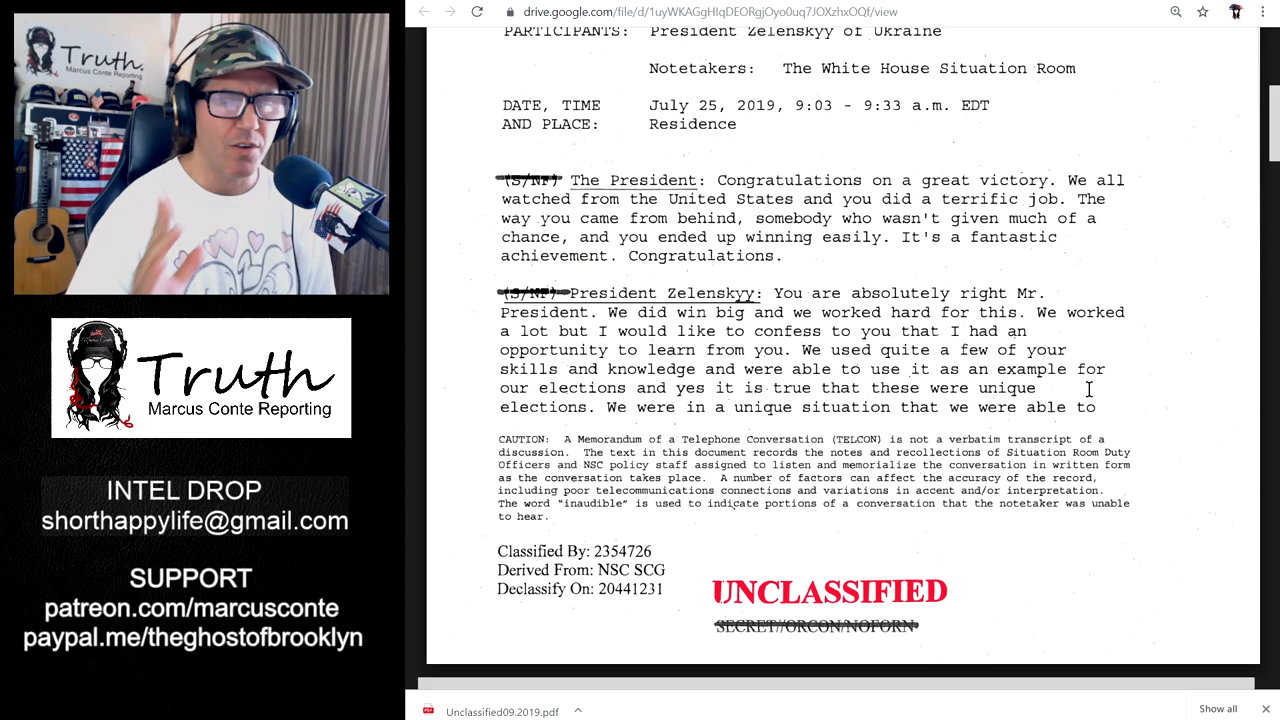 Truth.
Marcus Conte Reporting
Truth
Marcus Conte Reporting
INTEL DROP
shorthappylife@gmail.com
SUPPORT
patreon.com/marcusconte
paypal.me/theghostofbrooklyn
drive.google.com/file/d/1uyWKAGgHIqDEORgjOyo0uq7JOXzhxOQf/view
PARTICIPANTS: President Zelenskyy of Ukraine
Notetakers: The White House Situation Room
DATE, TIME July 25, 2019, 9:03 - 9:33 a.m. EDT
AND PLACE: Residence
(S/NF) The President: Congratulations on a great victory. We all
watched from the United States and you did a terrific job. The
way you came from behind, somebody who wasn't given much of a
chance, and you ended up winning easily. It's a fantastic
achievement. Congratulations.
(S/NF) President Zelenskyy: You are absolutely right Mr.
President. We did win big and we worked hard for this. We worked
a lot but I would like to confess to you that I had an
opportunity to learn from you. We used quite a few of your
skills and knowledge and were able to use it as an example for
our elections and yes it is true that these were unique
elections. We were in a unique situation that we were able to
CAUTION: A Memorandum of a Telephone Conversation (TELCON) is not a verbatim transcript of a
discussion. The text in this document records the notes and recollections of Situation Room Duty
Officers and NSC policy staff assigned to listen and memorialize the conversation in written form
as the conversation takes place. A number of factors can affect the accuracy of the record,
including poor telecommunications connections and variations in accent and/or interpretation.
The word "inaudible" is used to indicate portions of a conversation that the notetaker was unable
to hear.
Classified By: 2354726
Derived From: NSC SCG
Declassify On: 20441231
UNCLASSIFIED
SECRET//ORCON/NOFORN
Unclassified09.2019.pdf
Show all